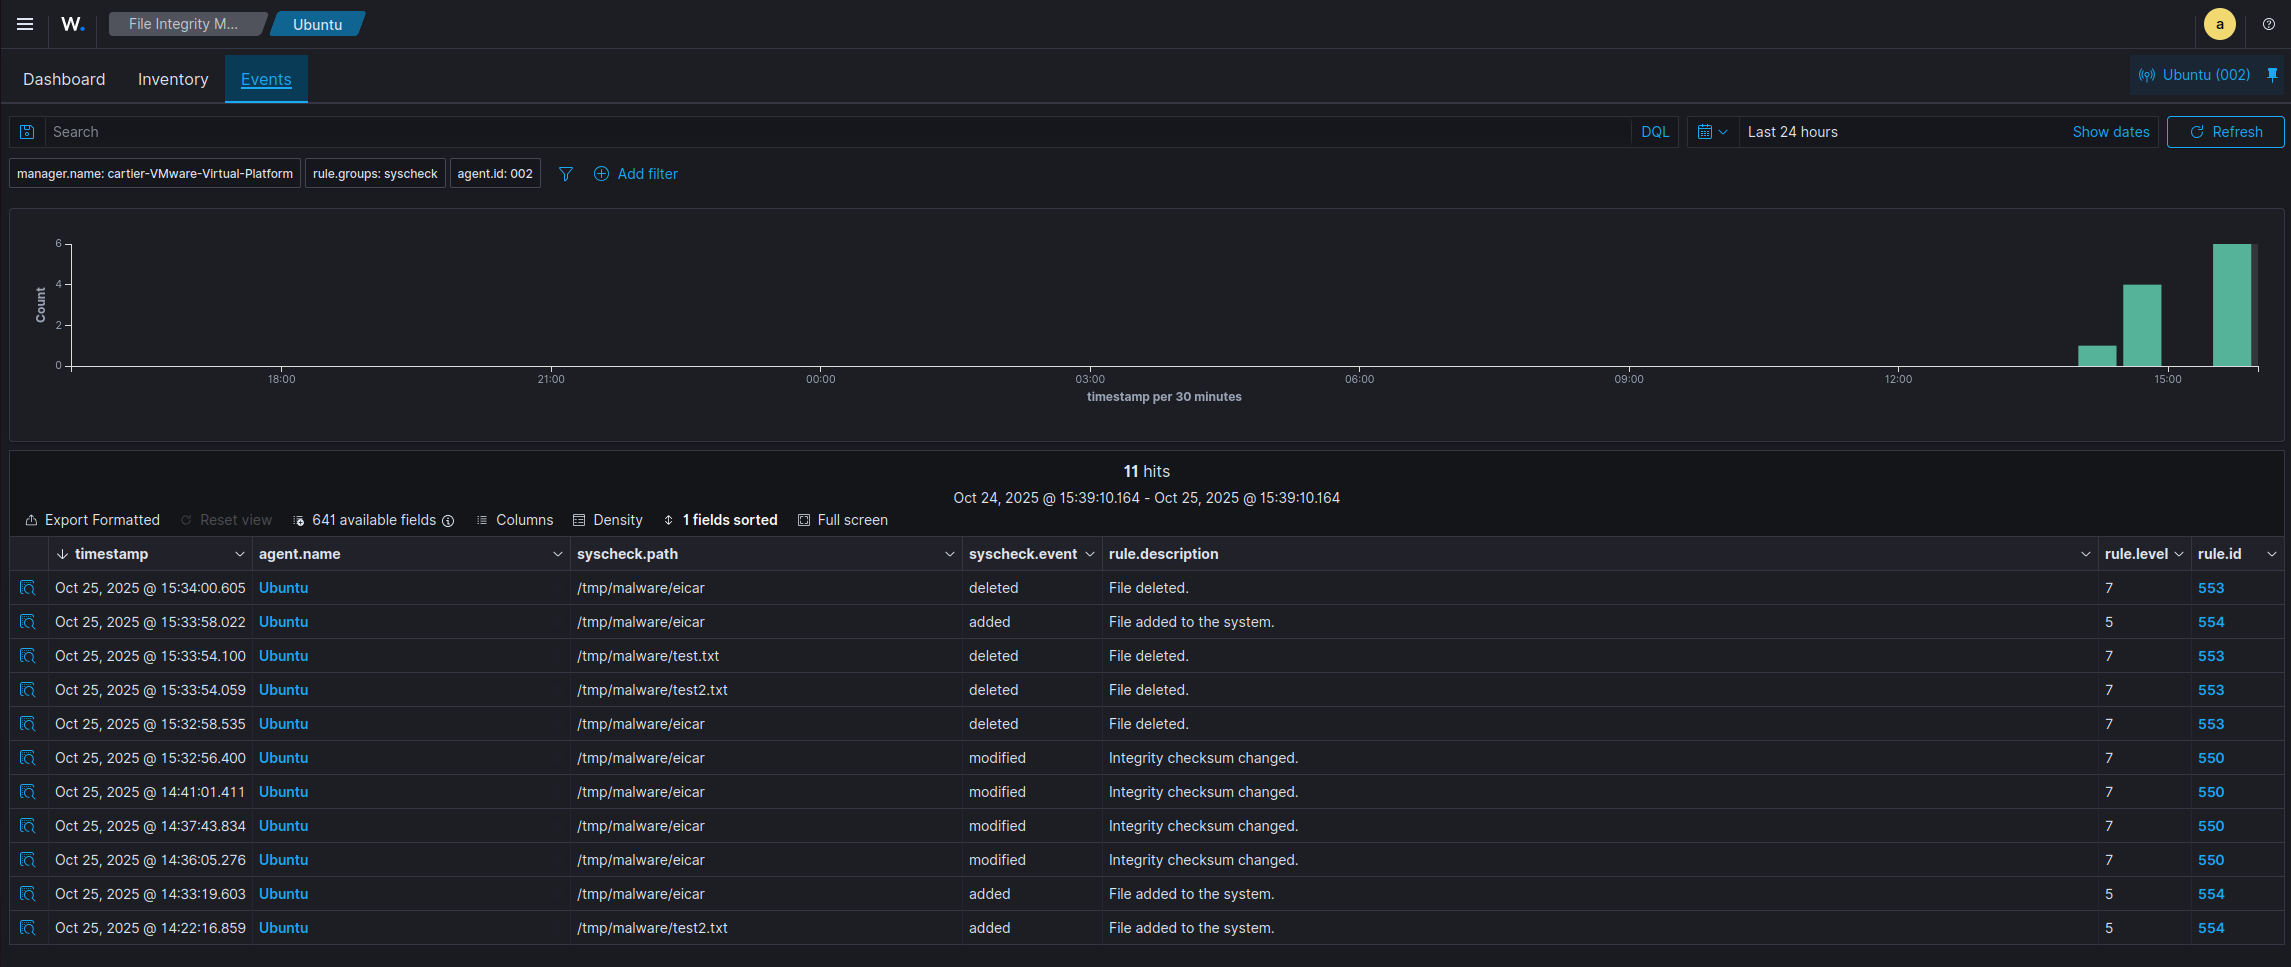 W. File Integrity M... Ubuntu a
Dashboard Inventory Events Ubuntu (002)
Search DQL Last 24 hours Show dates Refresh
manager.name: cartier-VMware-Virtual-Platform rule.groups: syscheck agent.id: 002 Add filter
6
4
2
0
Count
18:00 21:00 00:00 03:00 06:00 09:00 12:00 15:00
timestamp per 30 minutes
11 hits
Oct 24, 2025 @ 15:39:10.164 - Oct 25, 2025 @ 15:39:10.164
Export Formatted Reset view 641 available fields Columns Density 1 fields sorted Full screen
timestamp agent.name syscheck.path syscheck.event rule.description rule.level rule.id
Oct 25, 2025 @ 15:34:00.605 Ubuntu /tmp/malware/eicar deleted File deleted. 7 553
Oct 25, 2025 @ 15:33:58.022 Ubuntu /tmp/malware/eicar added File added to the system. 5 554
Oct 25, 2025 @ 15:33:54.100 Ubuntu /tmp/malware/test.txt deleted File deleted. 7 553
Oct 25, 2025 @ 15:33:54.059 Ubuntu /tmp/malware/test2.txt deleted File deleted. 7 553
Oct 25, 2025 @ 15:32:58.535 Ubuntu /tmp/malware/eicar deleted File deleted. 7 553
Oct 25, 2025 @ 15:32:56.400 Ubuntu /tmp/malware/eicar modified Integrity checksum changed. 7 550
Oct 25, 2025 @ 14:41:01.411 Ubuntu /tmp/malware/eicar modified Integrity checksum changed. 7 550
Oct 25, 2025 @ 14:37:43.834 Ubuntu /tmp/malware/eicar modified Integrity checksum changed. 7 550
Oct 25, 2025 @ 14:36:05.276 Ubuntu /tmp/malware/eicar modified Integrity checksum changed. 7 550
Oct 25, 2025 @ 14:33:19.603 Ubuntu /tmp/malware/eicar added File added to the system. 5 554
Oct 25, 2025 @ 14:22:16.859 Ubuntu /tmp/malware/test2.txt added File added to the system. 5 554